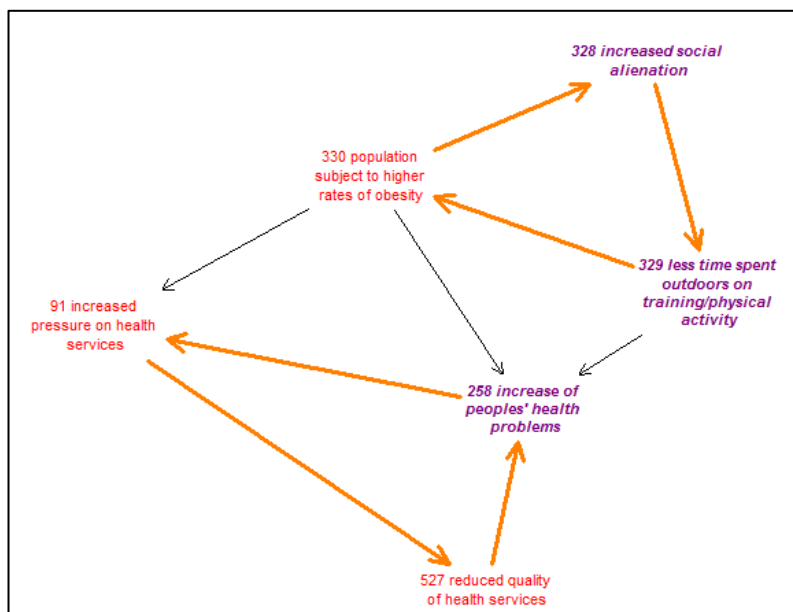 328 increased social
alienation
330 population
subject to higher
rates of obesity
329 less time spent
outdoors on
training/physical
activity
91 increased
pressure on health
services
258 increase of
peoples' health
problems
527 reduced quality
of health services